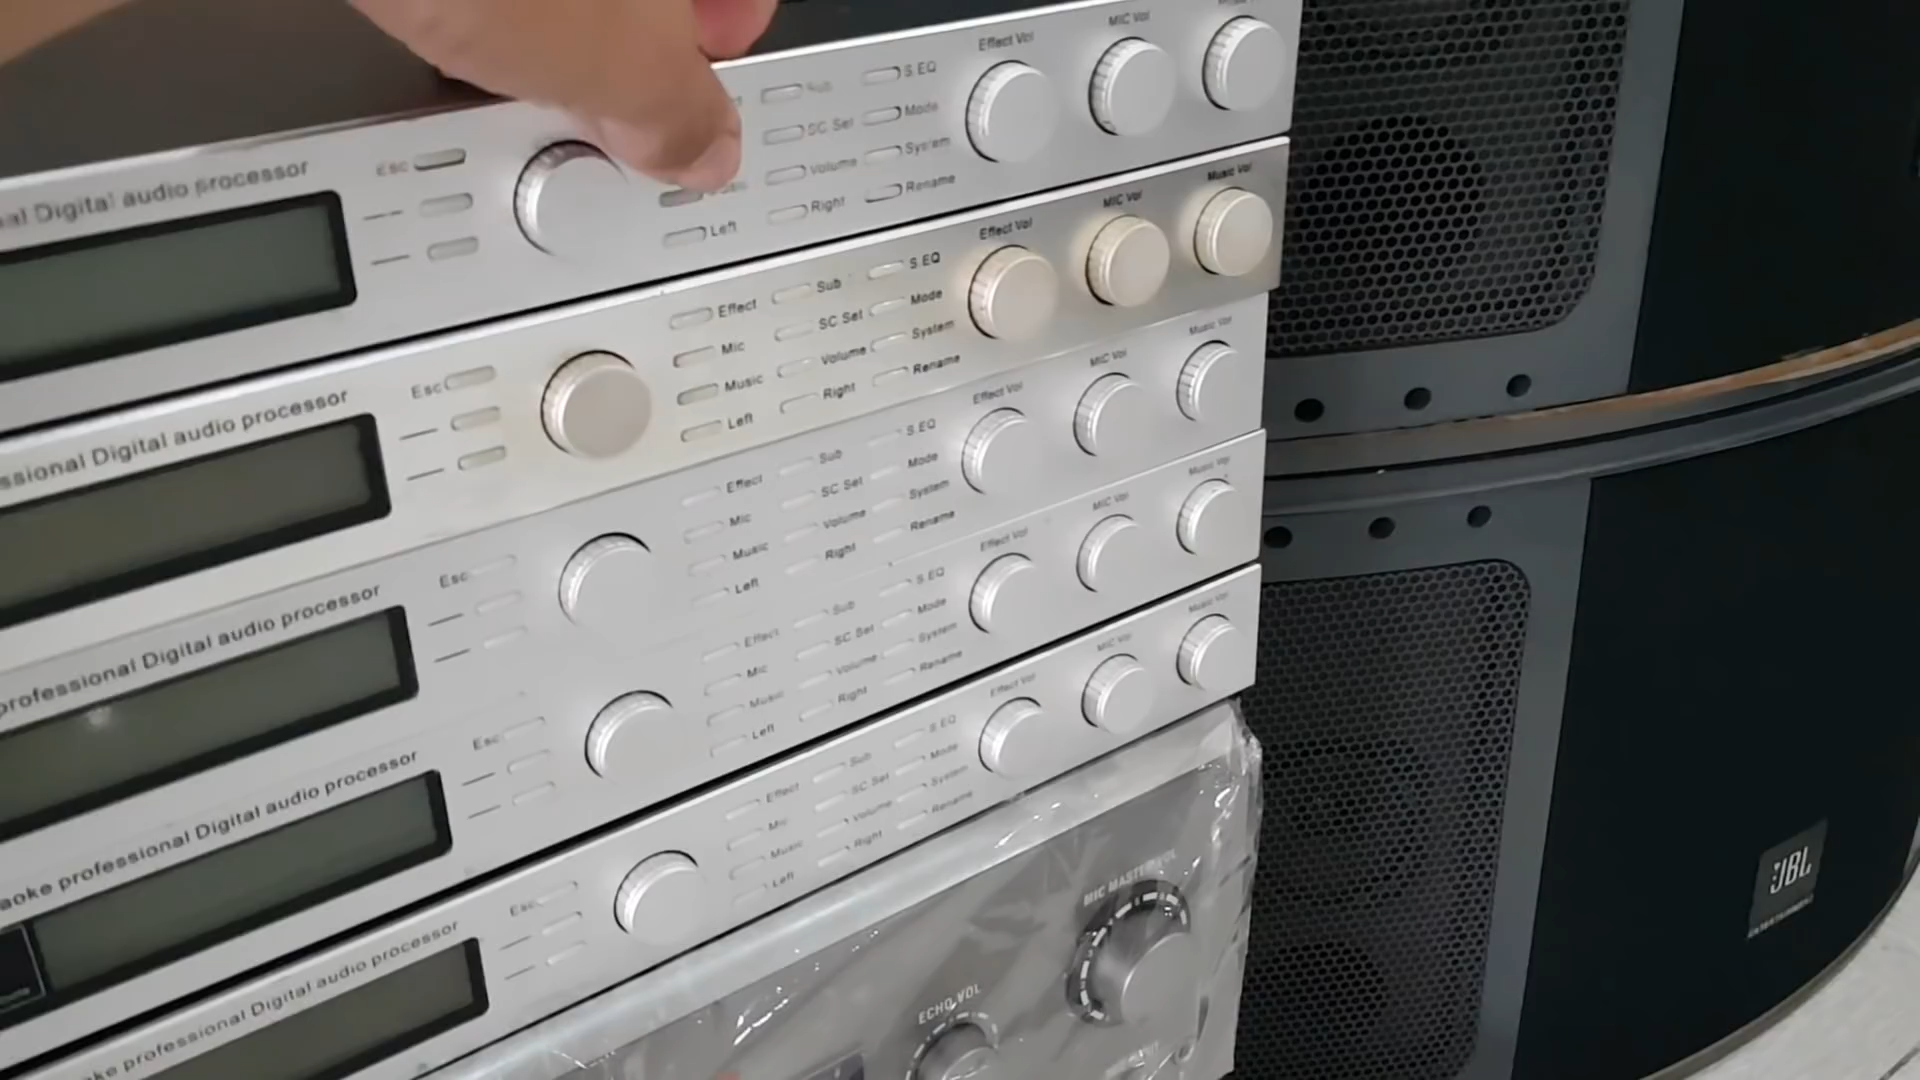 Digital audio processor
Esc
Sub
S.EQ
SC Sel
Mode
Volume
System
Left
Right
Rename
Effect Vol
MIC Vol
Digital audio processor
Esc
Effect
Sub
S.EQ
Mic
SC Sel
Mode
Music
Volume
System
Left
Right
Rename
Effect Vol
MIC Vol
Music Vol
professional Digital audio processor
Esc
Effect
Sub
S.EQ
Mic
SC Sel
Mode
Music
Volume
System
Left
Right
Rename
Effect Vol
MIC Vol
Music Vol
professional Digital audio processor
Esc
Effect
Sub
S.EQ
Mic
SC Sel
Mode
Music
Volume
System
Left
Right
Rename
Effect Vol
MIC Vol
Music Vol
professional Digital audio processor
Esc
Effect
Sub
S.EQ
Mic
SC Sel
Mode
Music
Volume
System
Left
Right
Rename
Effect Vol
MIC Vol
Music Vol
MIC MASTER VOL
ECHO VOL
JBL